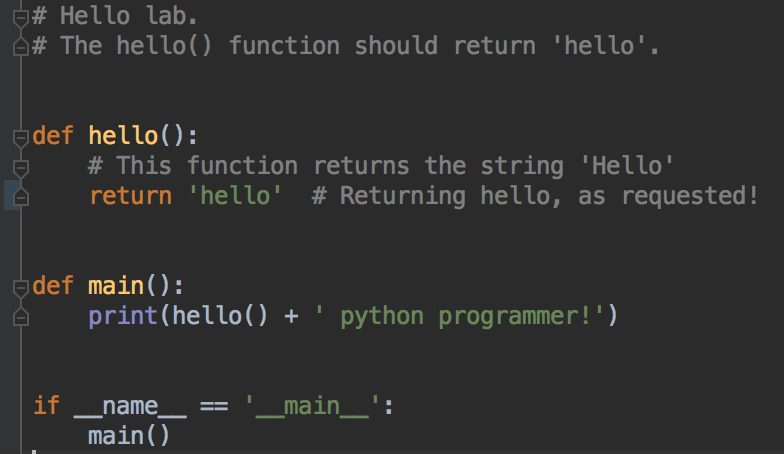 # Hello lab.
# The hello() function should return 'hello'.
def hello():
    # This function returns the string 'Hello'
    return 'hello'  # Returning hello, as requested!
def main():
    print(hello() + ' python programmer!')
if __name__ == '__main__':
    main()